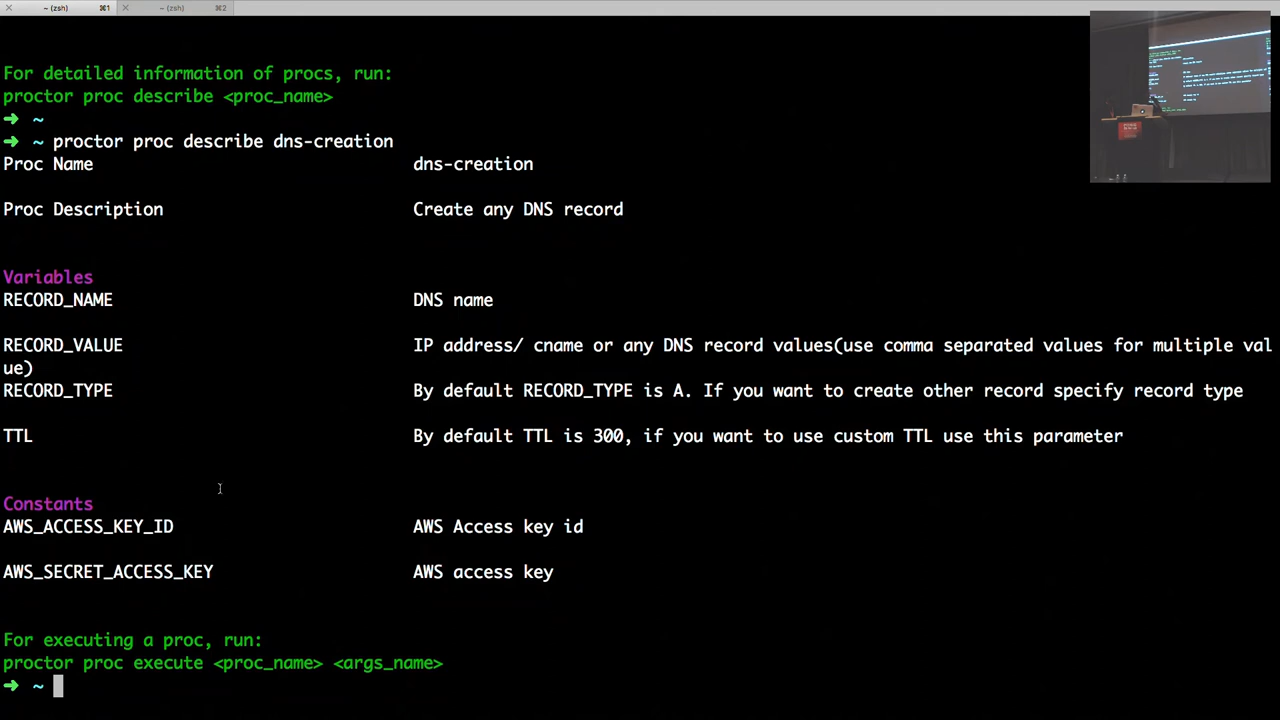 ~ (zsh) ⌘1 ~ (zsh) ⌘2
For detailed information of procs, run:
proctor proc describe <proc_name>
➜ ~
➜ ~ proctor proc describe dns-creation
Proc Name dns-creation
Proc Description Create any DNS record
Variables
RECORD_NAME DNS name
RECORD_VALUE IP address/ cname or any DNS record values(use comma separated values for multiple val
ue)
RECORD_TYPE By default RECORD_TYPE is A. If you want to create other record specify record type
TTL By default TTL is 300, if you want to use custom TTL use this parameter
Constants
AWS_ACCESS_KEY_ID AWS Access key id
AWS_SECRET_ACCESS_KEY AWS access key
For executing a proc, run:
proctor proc execute <proc_name> <args_name>
➜ ~